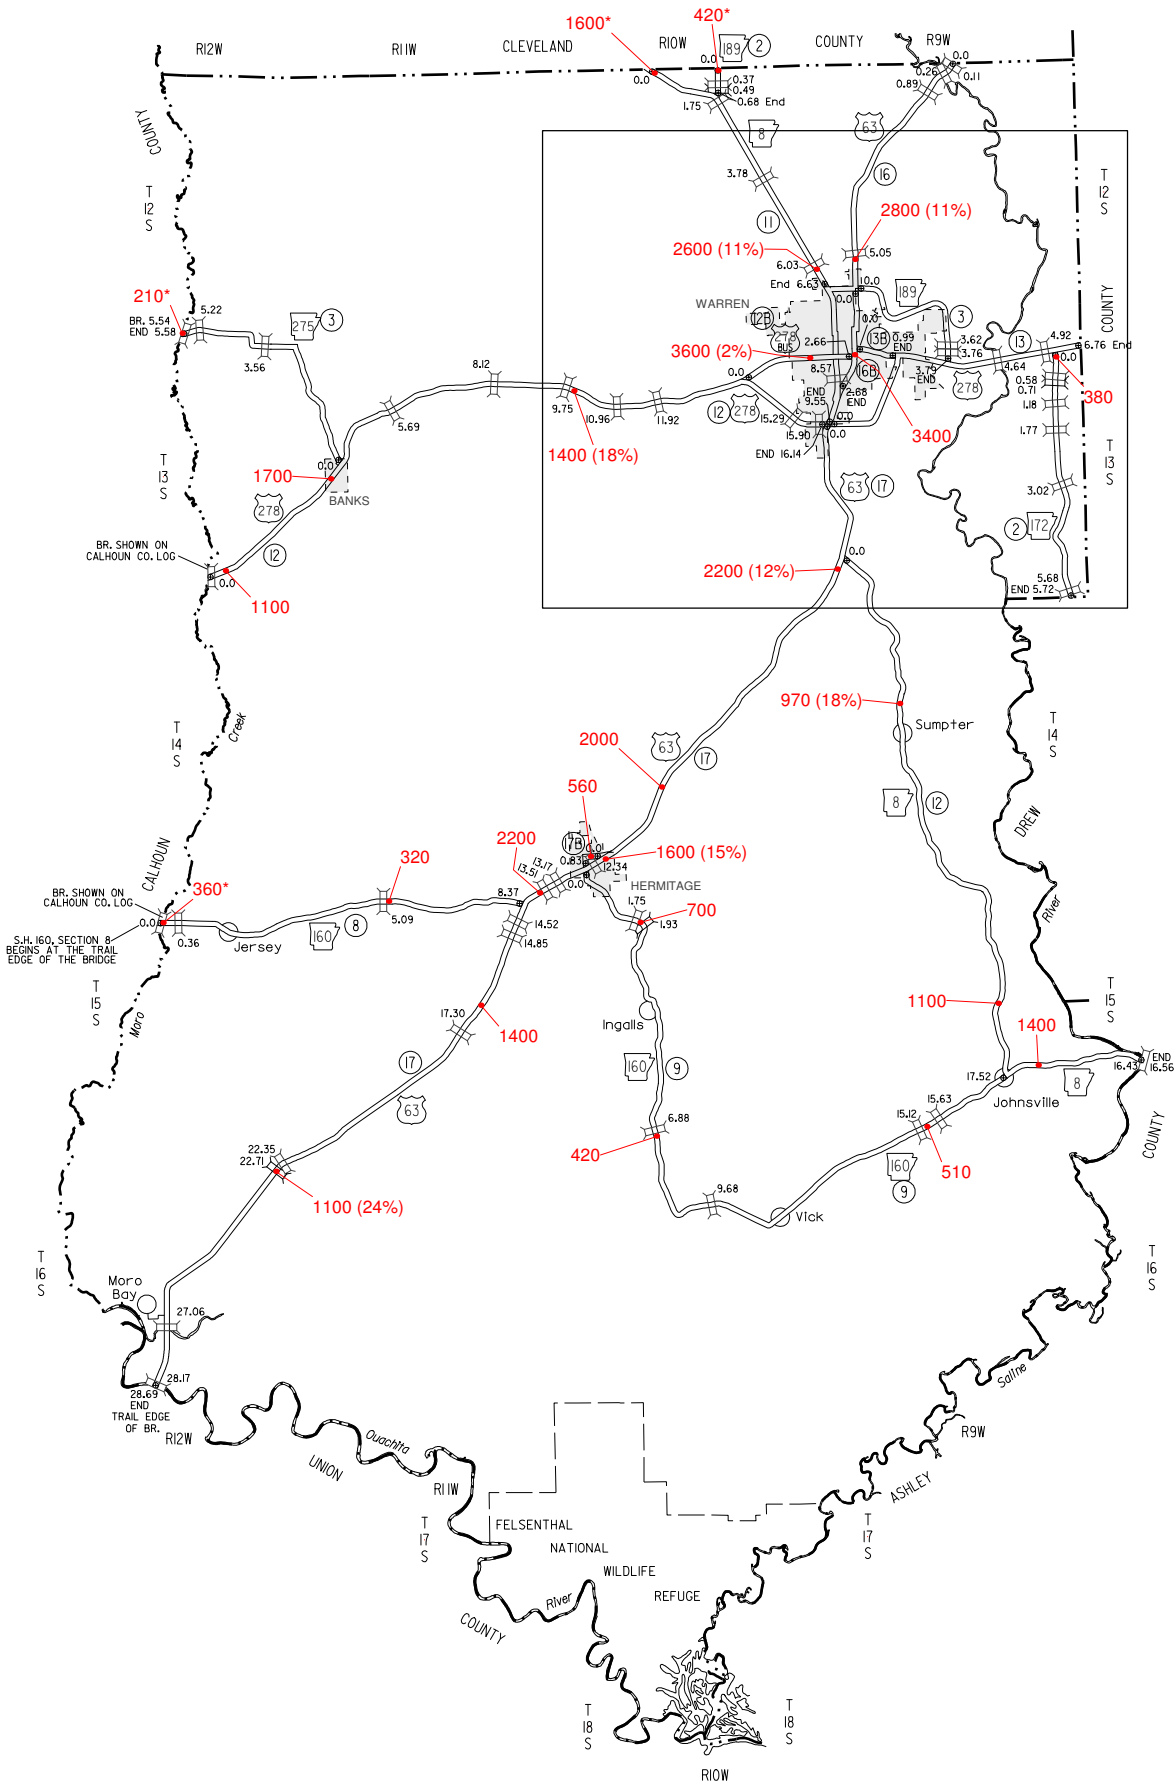 1600*
420*
R12W
R11W
CLEVELAND
R10W
189
2
COUNTY
R9W
0.0
0.0
0.37
0.49
0.68 End
1.75
0.0
0.26
0.11
0.89
8
63
COUNTY
T
12
S
3.78
16
T
12
S
11
2800 (11%)
2600 (11%)
5.05
6.03
End 6.63
0.0
189
210*
5.22
BR. 5.54
END 5.58
275
3
3.56
WARREN
12B
0.0
0.0
3
278
BUS
2.66
13B
0.99
END
3.62
3.76
13
4.92
6.76 End
COUNTY
3600 (2%)
8.57
16B
3.79
END
4.64
0.0
8.12
0.0
END
9.55
2.68
END
278
0.58
0.71
380
9.75
10.96
11.92
12
278
15.29
0.0
1.18
5.69
15.90
0.0
3400
1.77
1400 (18%)
END 16.14
T
13
S
0.0
1700
BANKS
63
17
T
13
S
3.02
278
12
2
172
BR. SHOWN ON
CALHOUN CO. LOG
0.0
1100
0.0
2200 (12%)
5.68
END 5.72
970 (18%)
Sumpter
T
14
S
Creek
T
14
S
2000
63
17
8
12
DREW
560
17B
0.0
0.83
1600 (15%)
12.34
2200
13.17
13.51
0.0
HERMITAGE
CALHOUN
BR. SHOWN ON
CALHOUN CO. LOG
360*
320
8.37
1.75
700
1.93
River
0.0
S.H. 160, SECTION 8
BEGINS AT THE TRAIL
EDGE OF THE BRIDGE
0.36
Jersey
160
8
5.09
14.52
14.85
T
15
S
Moro
1400
17.30
Ingalls
1100
T
15
S
1400
17
63
160
9
17.52
8
16.43
END
16.56
Johnsville
15.12
15.63
6.88
420
160
9
510
COUNTY
22.35
22.71
1100 (24%)
9.68
Vick
T
16
S
T
16
S
Moro
Bay
27.06
Saline
28.17
28.69
END
TRAIL EDGE
OF BR.
R12W
Ouachita
UNION
R11W
R9W
ASHLEY
T
17
S
FELSENTHAL
NATIONAL
WILDLIFE
REFUGE
T
17
S
River
COUNTY
T
18
S
T
18
S
R10W